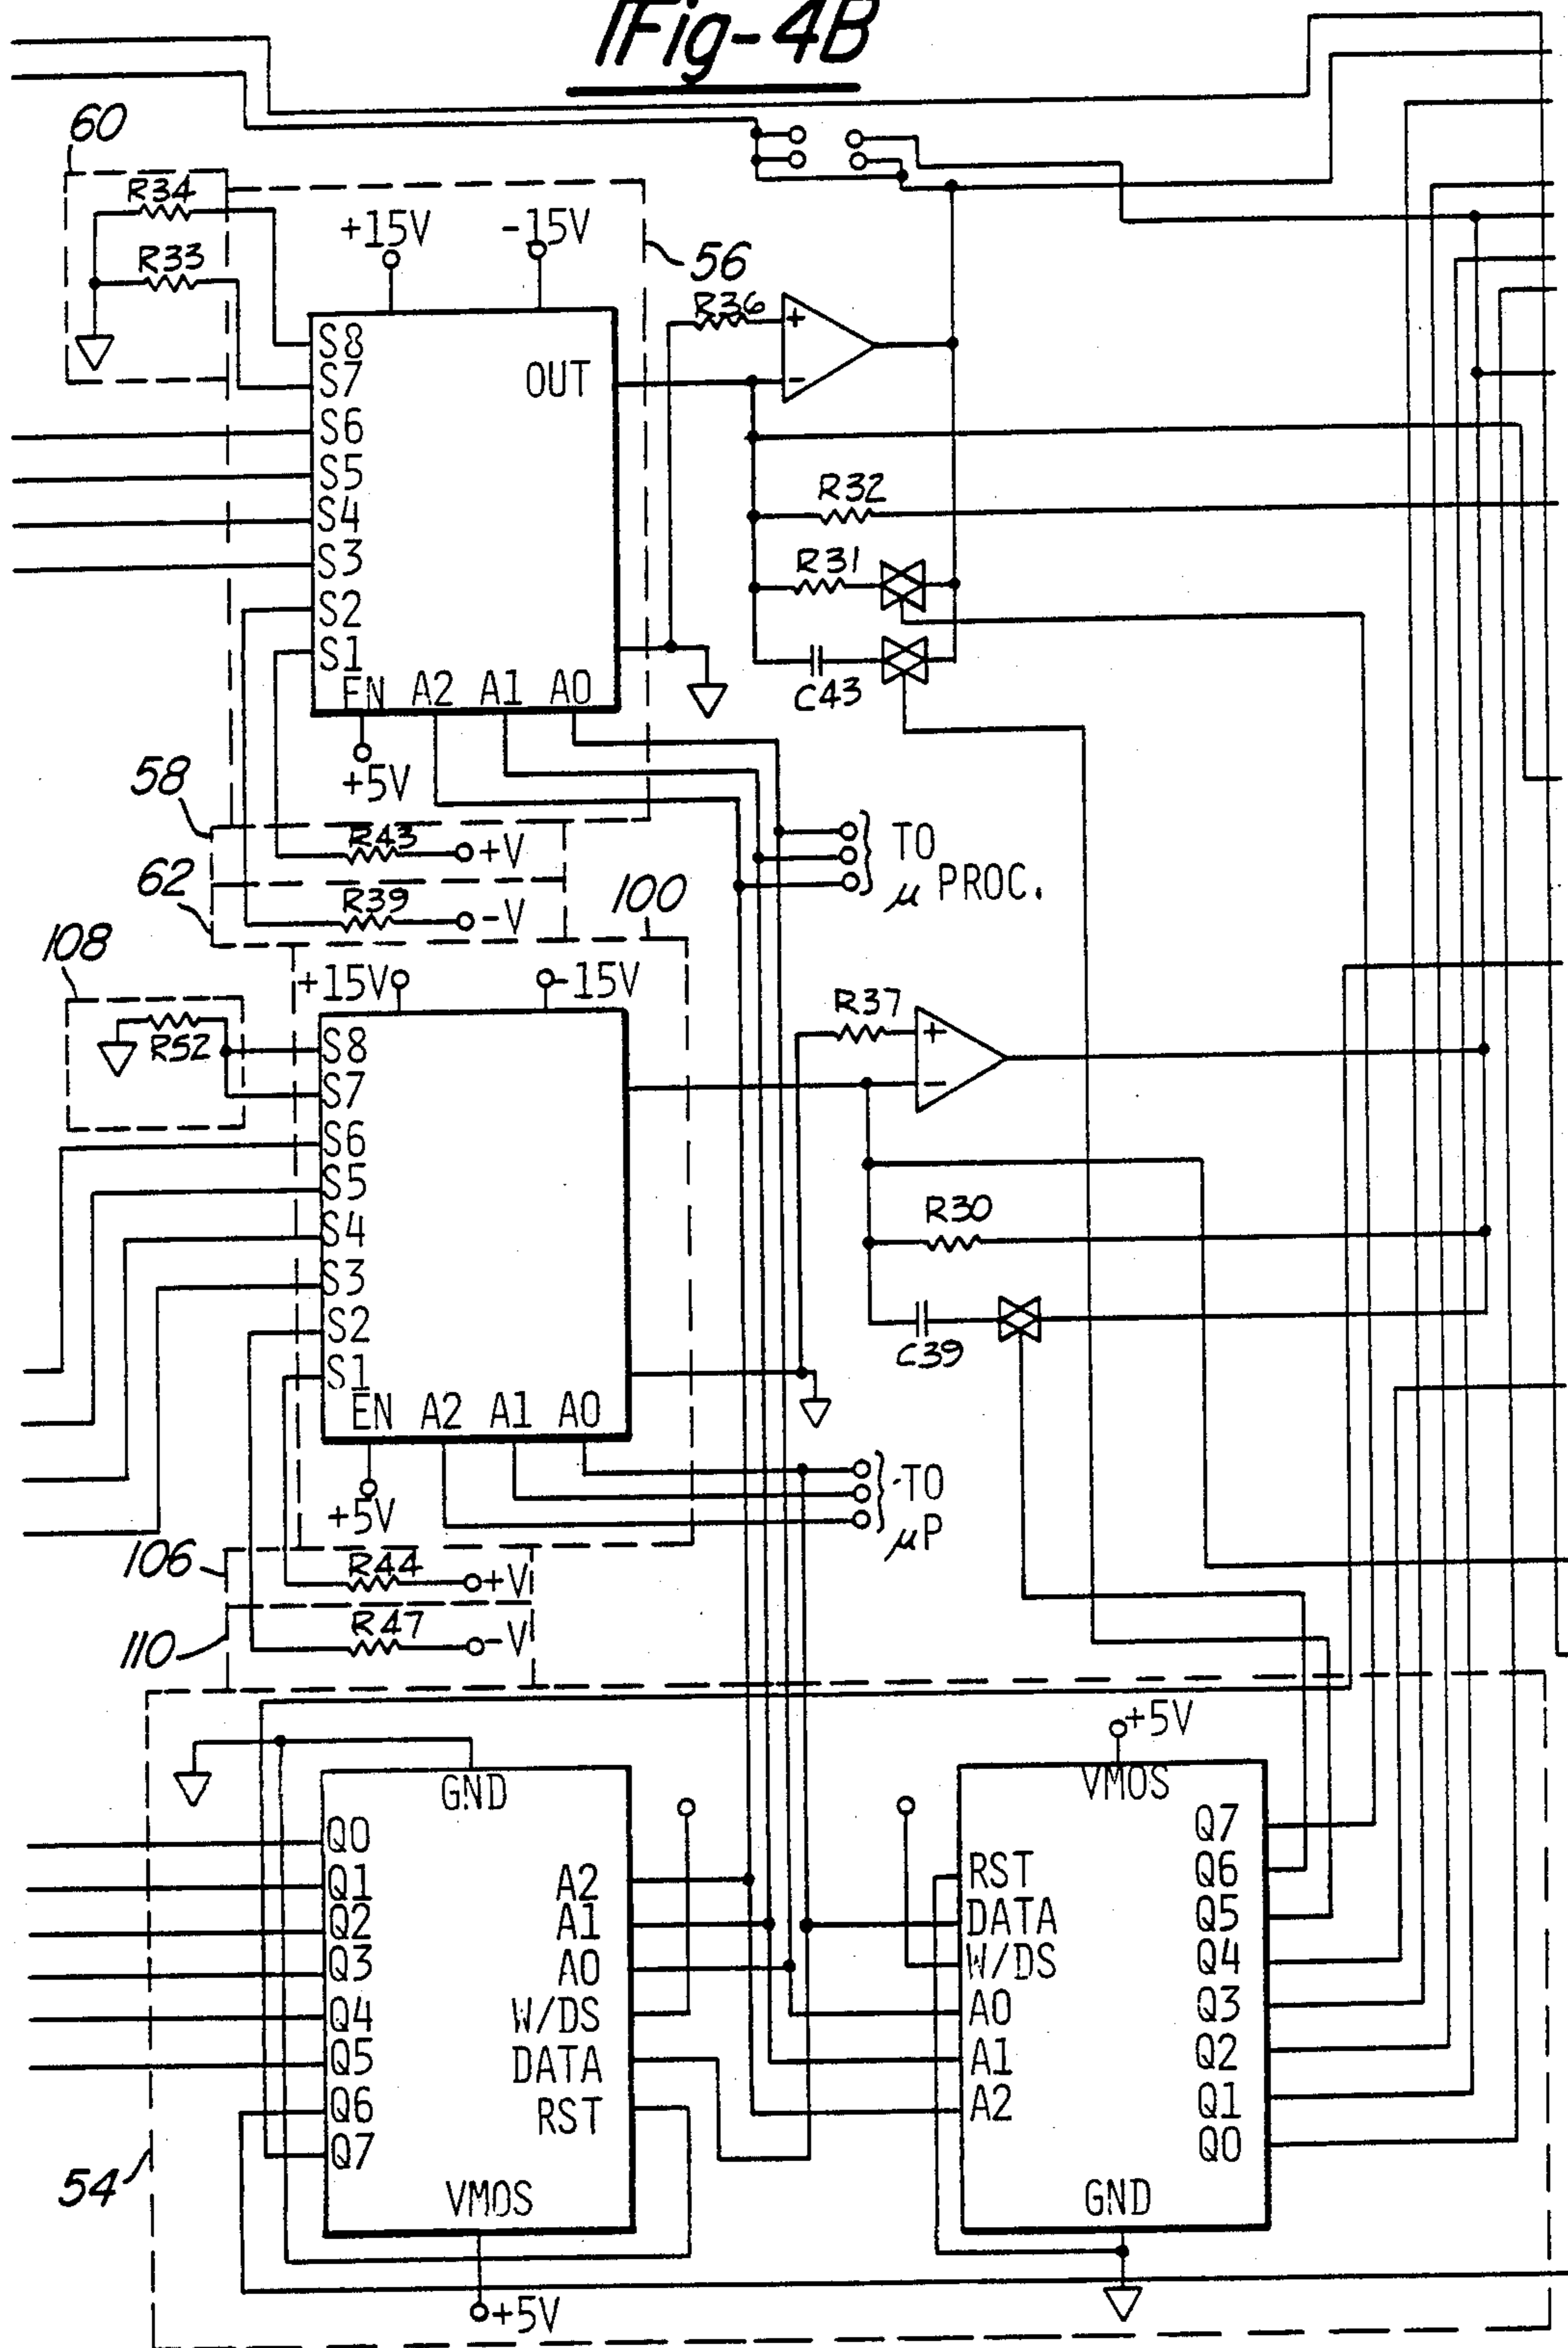 Fig-4B
60
R34
R33
+15V
-15V
56
R36
+
-
S8
S7
S6
S5
S4
S3
S2
S1
OUT
EN A2 A1 A0
+5V
R32
R31
C43
58
R43
+V
62
R39
-V
TO
μ PROC.
100
108
R52
+15V
-15V
R37
+
-
S8
S7
S6
S5
S4
S3
S2
S1
EN A2 A1 A0
+5V
R30
C39
TO
μP
106
R44
+V
110
R47
-V
54
GND
Q0
Q1
Q2
Q3
Q4
Q5
Q6
Q7
A2
A1
A0
W/DS
DATA
RST
VMOS
+5V
+5V
VMOS
RST
DATA
W/DS
A0
A1
A2
Q7
Q6
Q5
Q4
Q3
Q2
Q1
Q0
GND